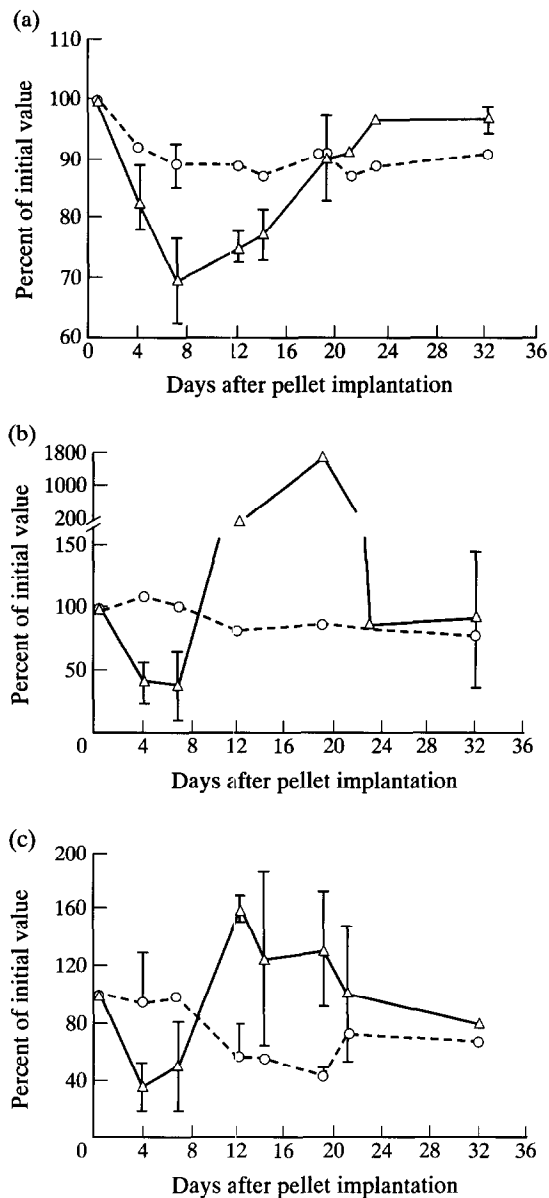 (a)
110
100
90
80
70
60
Percent of initial value
0 4 8 12 16 20 24 28 32 36
Days after pellet implantation
(b)
1800
1000
200
150
100
50
0
Percent of initial value
4 8 12 16 20 24 28 32 36
Days after pellet implantation
(c)
200
160
120
80
40
0
Percent of initial value
4 8 12 16 20 24 28 32 36
Days after pellet implantation